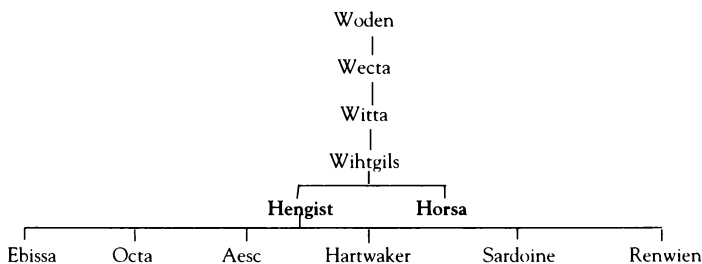 Woden
Wecta
Witta
Wihtgils
Hengist Horsa
Ebissa Octa Aesc Hartwaker Sardoine Renwien